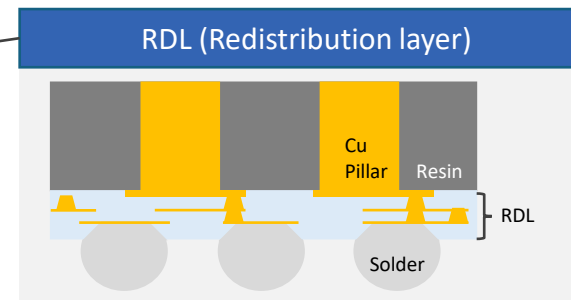 RDL (Redistribution layer)
Cu
Pillar
Resin
RDL
Solder